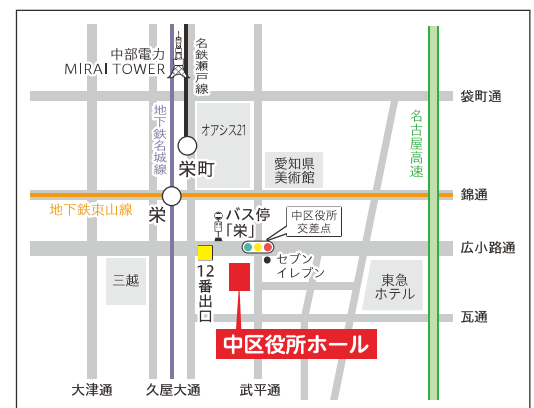 中部電力
MIRAI TOWER
名鉄瀬戸線
袋町通
地下鉄名城線
オアシス21
名古屋高速
栄町
愛知県
美術館
錦通
地下鉄東山線
栄
バス停
「栄」
中区役所
交差点
広小路通
セブン
イレブン
三越
12
番出口
東急
ホテル
瓦通
中区役所ホール
大津通
久屋大通
武平通